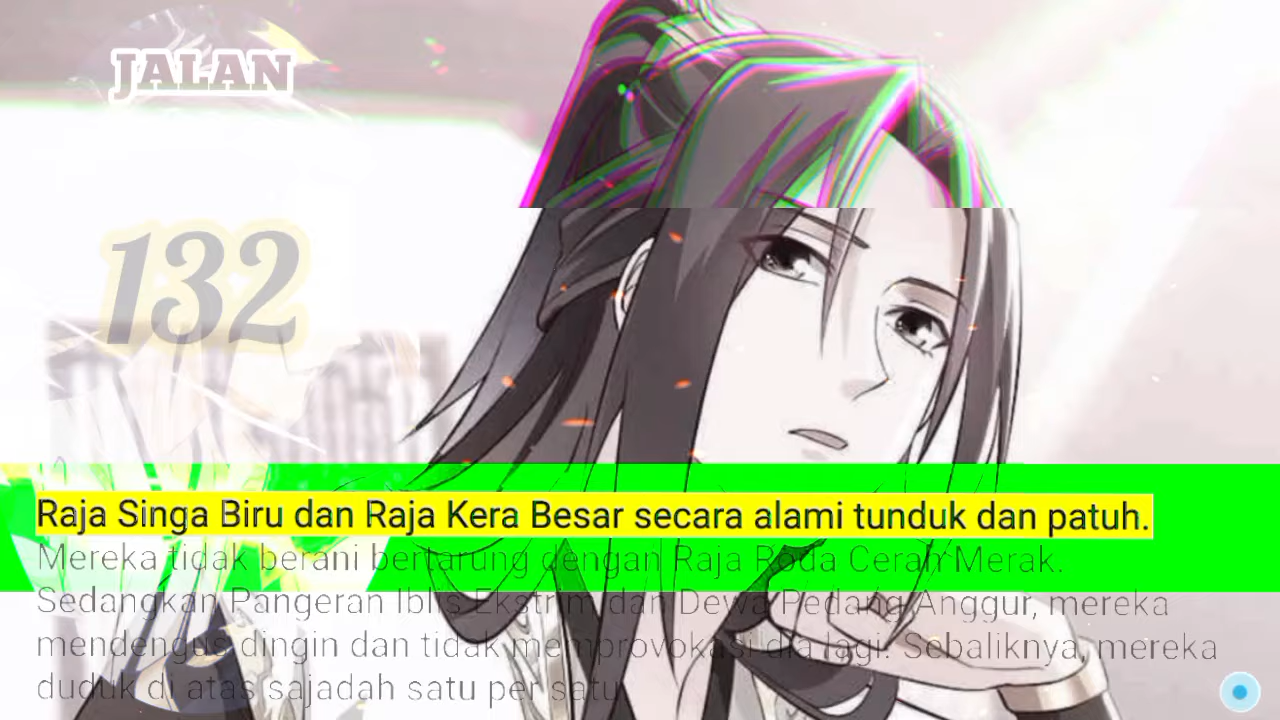 JALAN
132
Raja Singa Biru dan Raja Kera Besar secara alami tunduk dan patuh.
Mereka tidak berani bertarung dengan Raja Roda Cerah Merak.
Sedangkan Pangeran Iblis Ekstrim dan Dewa Pedang Anggur, mereka
mendengus dingin dan tidak memprovokasi dia lagi. Sebaliknya, mereka
duduk di atas sajadah satu per satu.